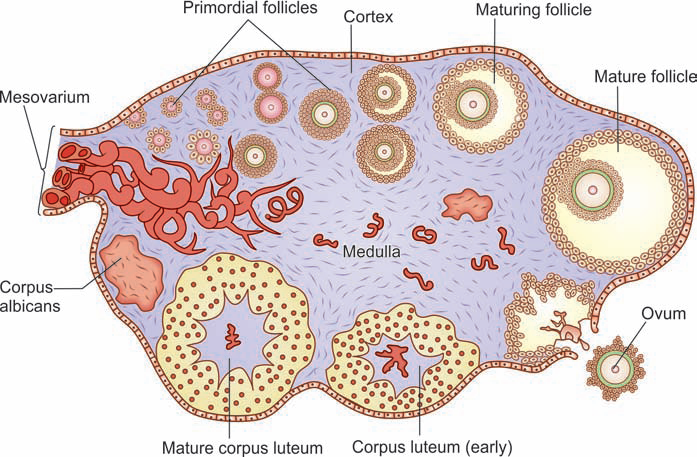 Primordial follicles
Cortex
Maturing follicle
Mature follicle
Mesovarium
Medulla
Corpus
albicans
Ovum
Mature corpus luteum
Corpus luteum (early)